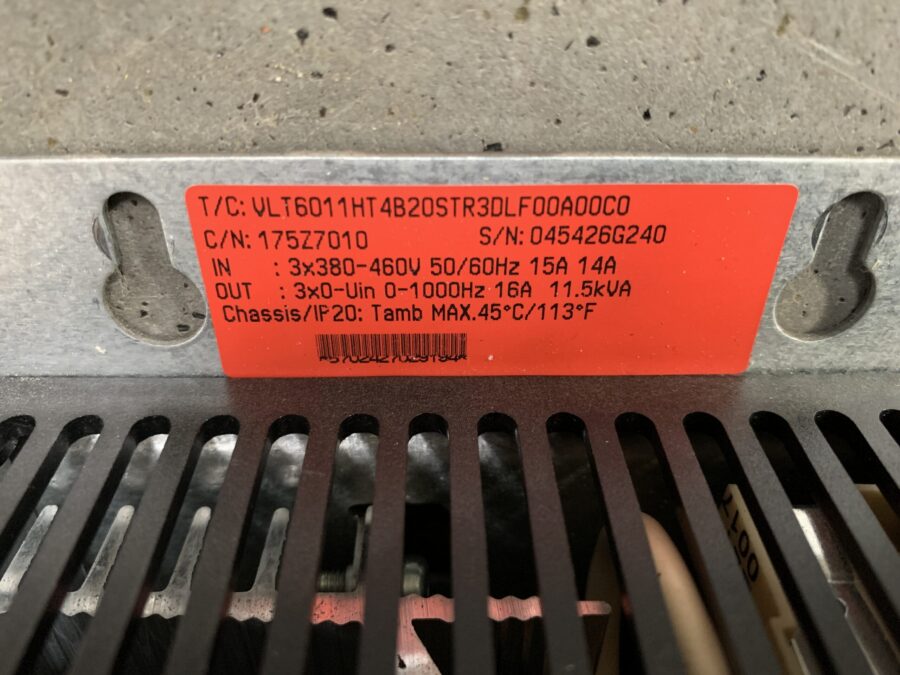 T/C: VLT6011HT4B20STR3DLF00A00C0
C/N: 175Z7010 S/N: 045426G240
IN : 3x380-460V 50/60Hz 15A 14A
OUT : 3x0-Uin 0-1000Hz 16A 11.5kVA
Chassis/IP20: Tamb MAX.45°C/113°F